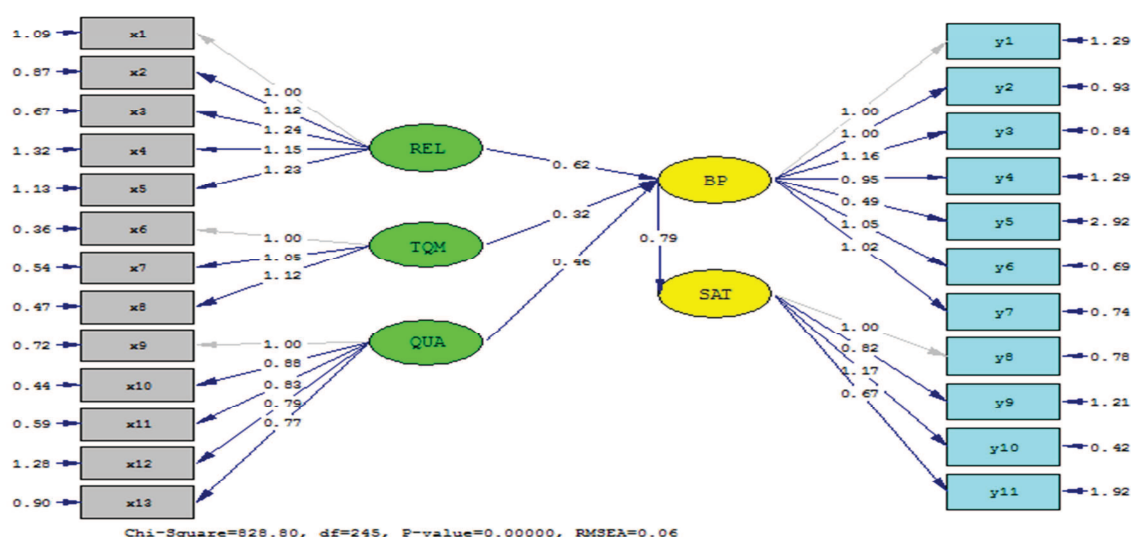 1.09 x1 y1 1.29
0.87 x2 y2 0.93
0.67 x3 y3 0.84
1.32 x4 y4 1.29
1.13 x5 y5 2.92
0.36 x6 y6 0.69
0.54 x7 y7 0.74
0.47 x8 y8 0.78
0.72 x9 y9 1.21
0.44 x10 y10 0.42
0.59 x11 y11 1.92
1.28 x12
0.90 x13
1.00
1.12
1.24
1.15
1.23
REL
1.00
1.05
1.12
TQM
1.00
0.88
0.83
0.79
0.77
QUA
0.62
0.32
0.46
BP
0.79
SAT
1.00
1.00
1.16
0.95
0.49
1.05
1.02
1.00
0.82
1.17
0.67
Chi-Square=828.80, df=245, P-value=0.00000, RMSEA=0.06